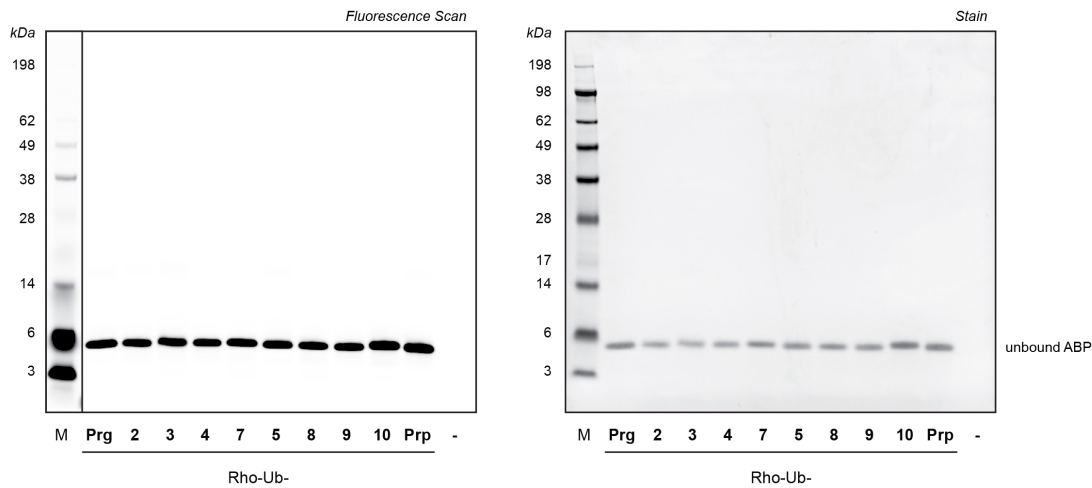 Fluorescence Scan
kDa
198
62
49
38
28
14
6
3
M Prg 2 3 4 7 5 8 9 10 Prp -
Rho-Ub-
Stain
kDa
198
98
62
49
38
28
17
14
6
3
unbound ABP
M Prg 2 3 4 7 5 8 9 10 Prp -
Rho-Ub-